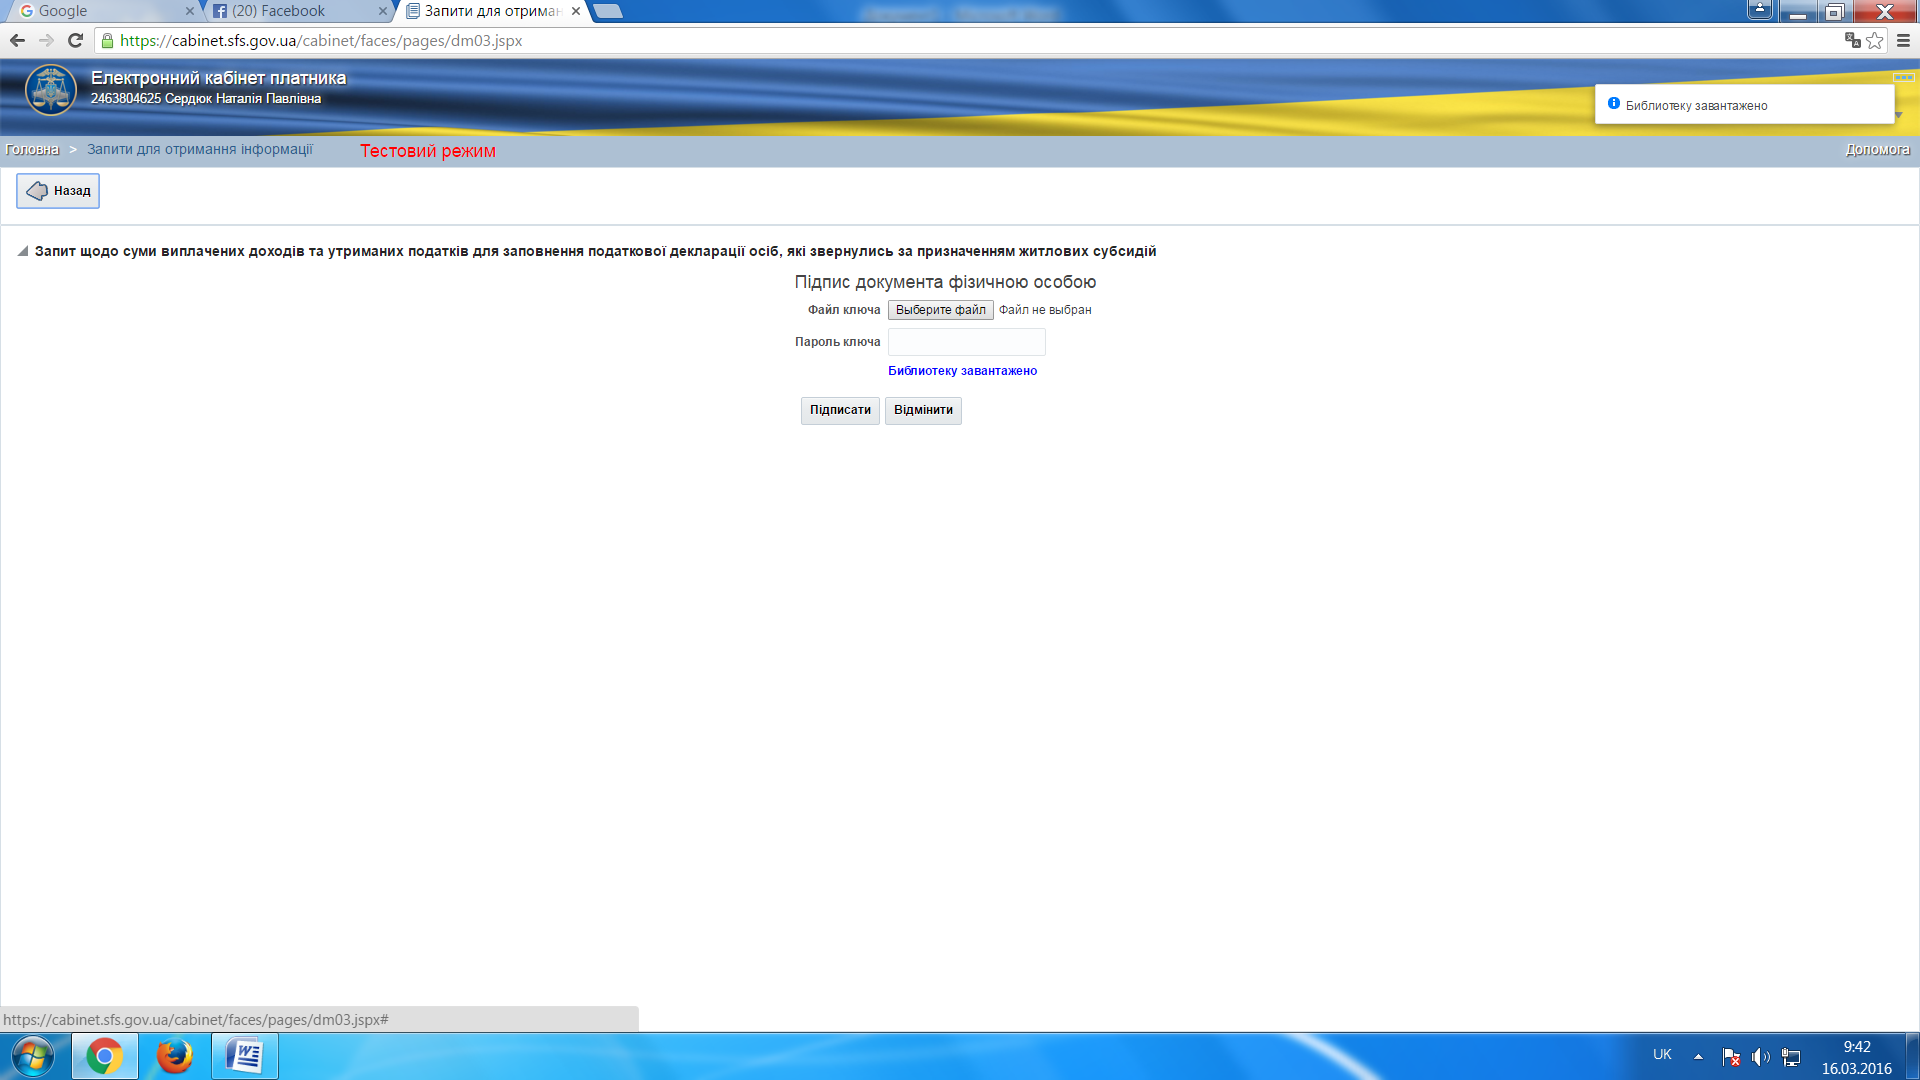 Google
(20) Facebook
Запити для отриман
https://cabinet.sfs.gov.ua/cabinet/faces/pages/dm03.jspx
Електронний кабінет платника
2463804625 Сердюк Наталія Павлівна
Библиотеку завантажено
Головна > Запити для отримання інформації
Тестовий режим
Допомога
Назад
Запит щодо суми виплачених доходів та утриманих податків для заповнення податкової декларації осіб, які звернулись за призначенням житлових субсидій
Підпис документа фізичною особою
Файл ключа Выберите файл Файл не выбран
Пароль ключа
Библиотеку завантажено
Підписати Відмінити
https://cabinet.sfs.gov.ua/cabinet/faces/pages/dm03.jspx#
UK
9:42
16.03.2016